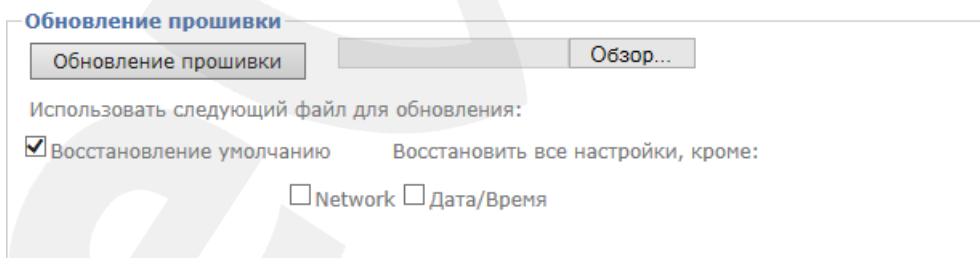 Обновление прошивки
Обновление прошивки Обзор...
Использовать следующий файл для обновления:
Восстановление умолчанию Восстановить все настройки, кроме:
Network Дата/Время